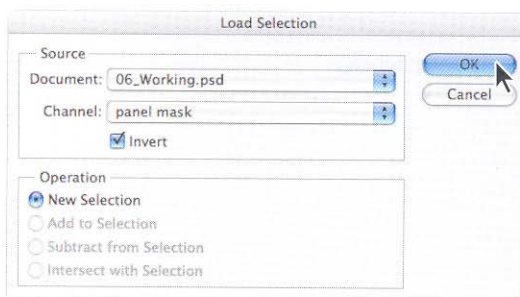 Load Selection
Source
Document: 06_Working.psd
Channel: panel mask
Invert
Operation
New Selection
Add to Selection
Subtract from Selection
Intersect with Selection
OK
Cancel